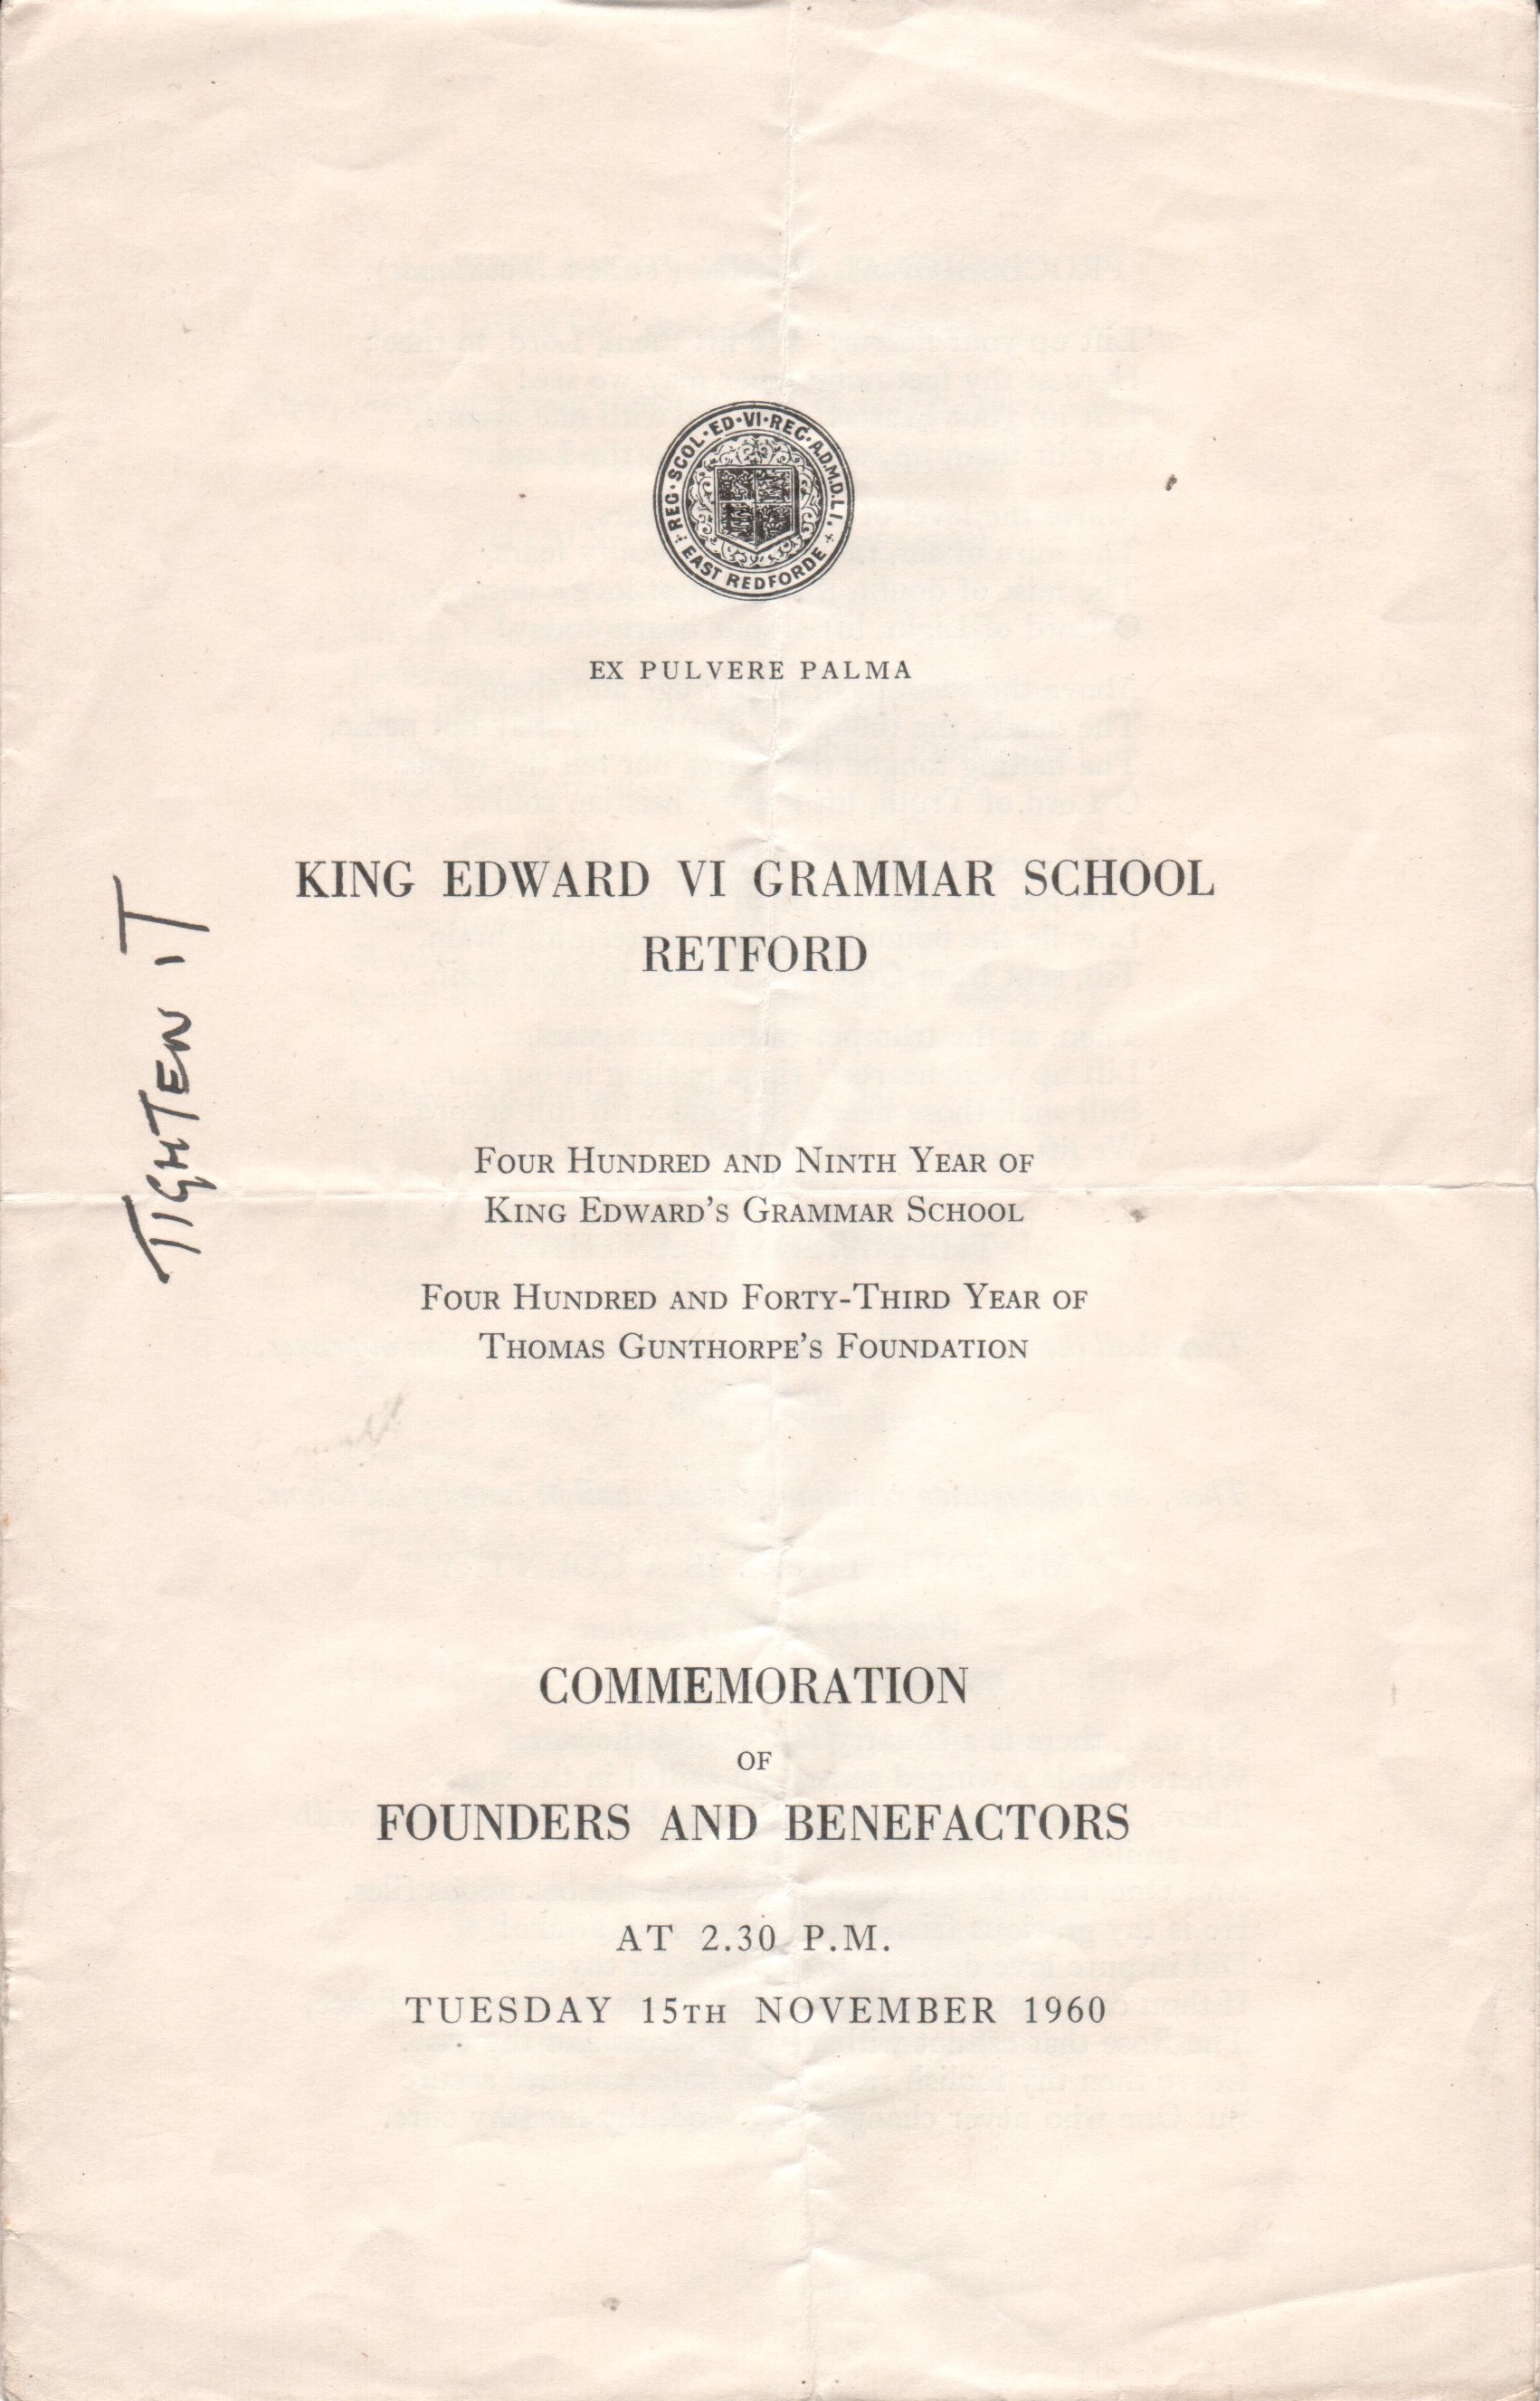 REG·SCOL·ED·VI·REG·A.D.M.D.L.I.
EAST REDFORDE
EX PULVERE PALMA
KING EDWARD VI GRAMMAR SCHOOL
RETFORD
TIGHTEN IT
FOUR HUNDRED AND NINTH YEAR OF
KING EDWARD'S GRAMMAR SCHOOL
FOUR HUNDRED AND FORTY-THIRD YEAR OF
THOMAS GUNTHORPE'S FOUNDATION
COMMEMORATION
OF
FOUNDERS AND BENEFACTORS
AT 2.30 P.M.
TUESDAY 15TH NOVEMBER 1960